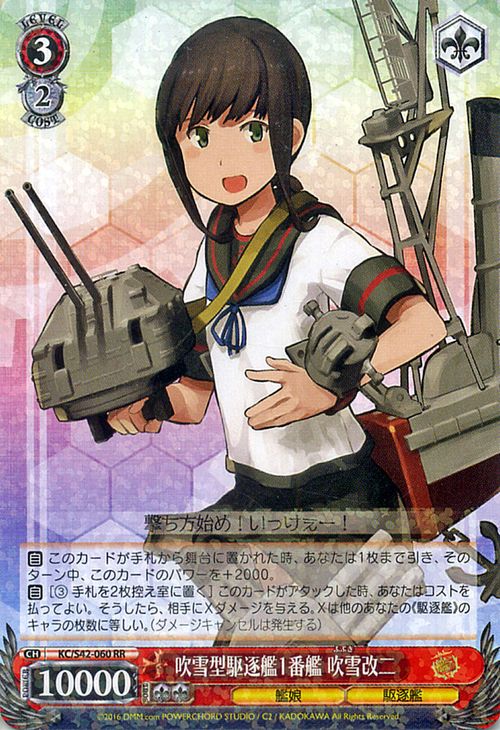 LEVEL
3
2
COST
撃ち方始め！いっけぇー！
自 このカードが手札から舞台に置かれた時、あなたは1枚まで引き、その
ターン中、このカードのパワーを＋2000。
自 ［③ 手札を2枚控え室に置く］ このカードがアタックした時、あなたはコストを
払ってよい。そうしたら、相手にXダメージを与える。Xは他のあなたの《駆逐艦》の
キャラの枚数に等しい。（ダメージキャンセルは発生する）
CH KC/S42-060 RR
ふぶき
吹雪型駆逐艦1番艦 吹雪改二
POWER
10000
SOUL
艦娘
駆逐艦
©2016 DMM.com POWERCHORD STUDIO / C2 / KADOKAWA All Rights Reserved.